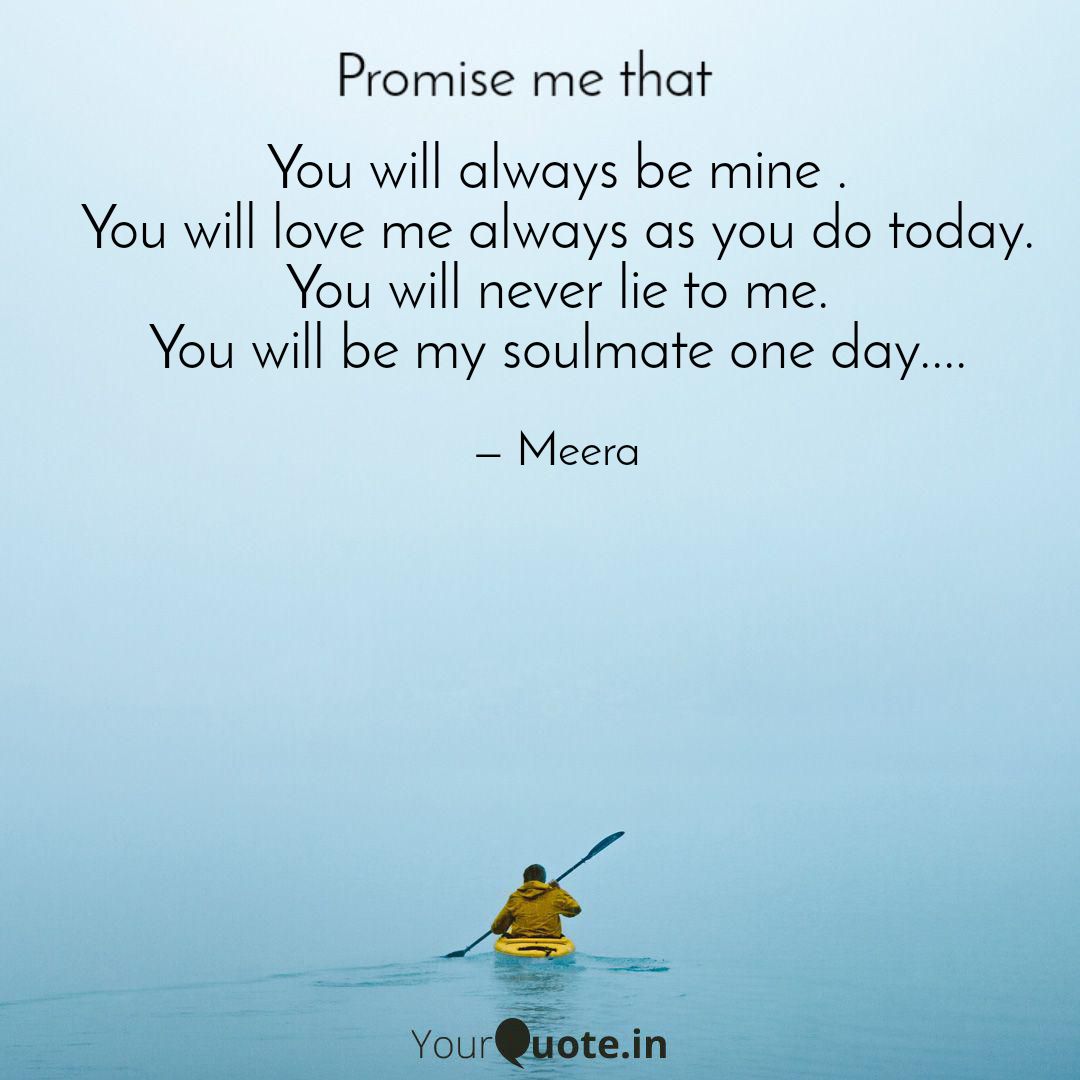 Promise me that
You will always be mine .
You will love me always as you do today.
You will never lie to me.
You will be my soulmate one day....
– Meera
YourQuote.in